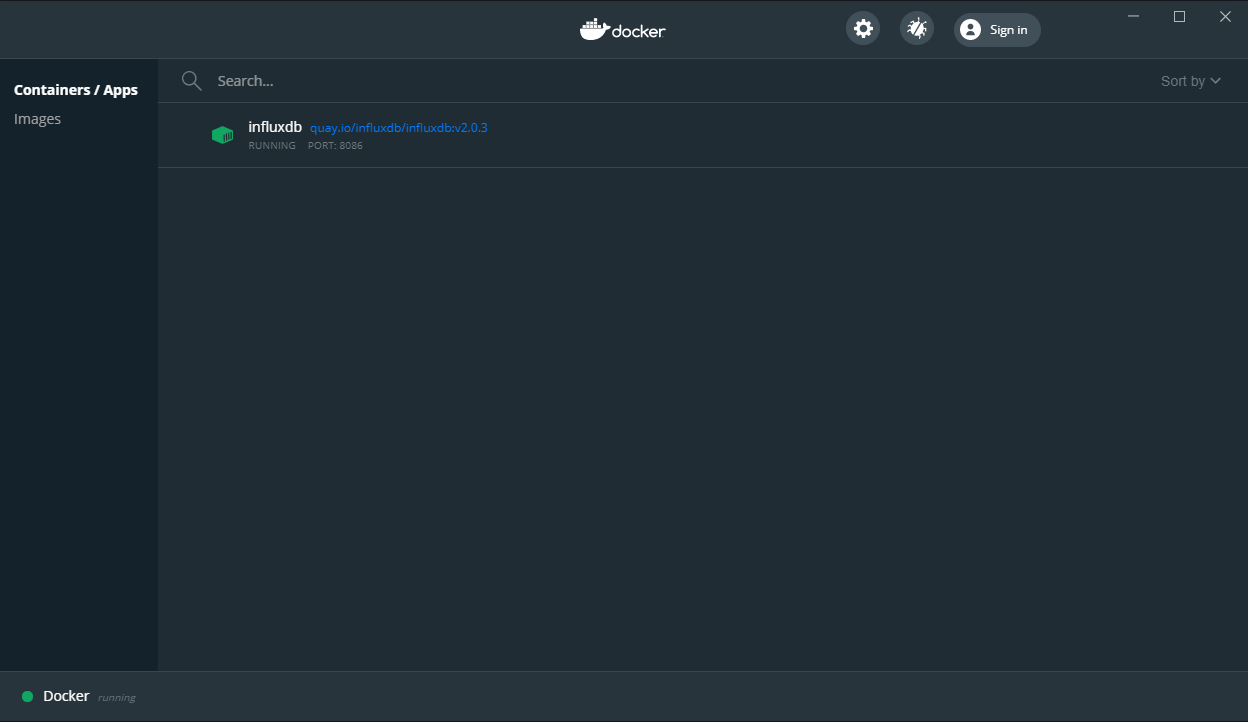 docker
Sign in
Containers / Apps
Images
Search...
Sort by
influxdb quay.io/influxdb/influxdb:v2.0.3
RUNNING PORT: 8086
Docker running